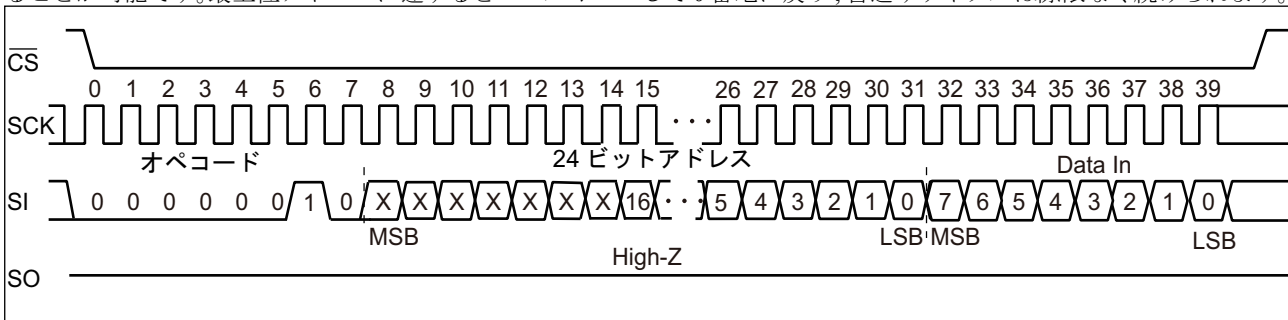 CS
0 1 2 3 4 5 6 7 8 9 10 11 12 13 14 15 26 27 28 29 30 31 32 33 34 35 36 37 38 39
SCK
オペコード 24 ビットアドレス Data In
SI 0 0 0 0 0 0 1 0 X X X X X X X 16 ··· 5 4 3 2 1 0 7 6 5 4 3 2 1 0
MSB LSB MSB LSB
High-Z
SO